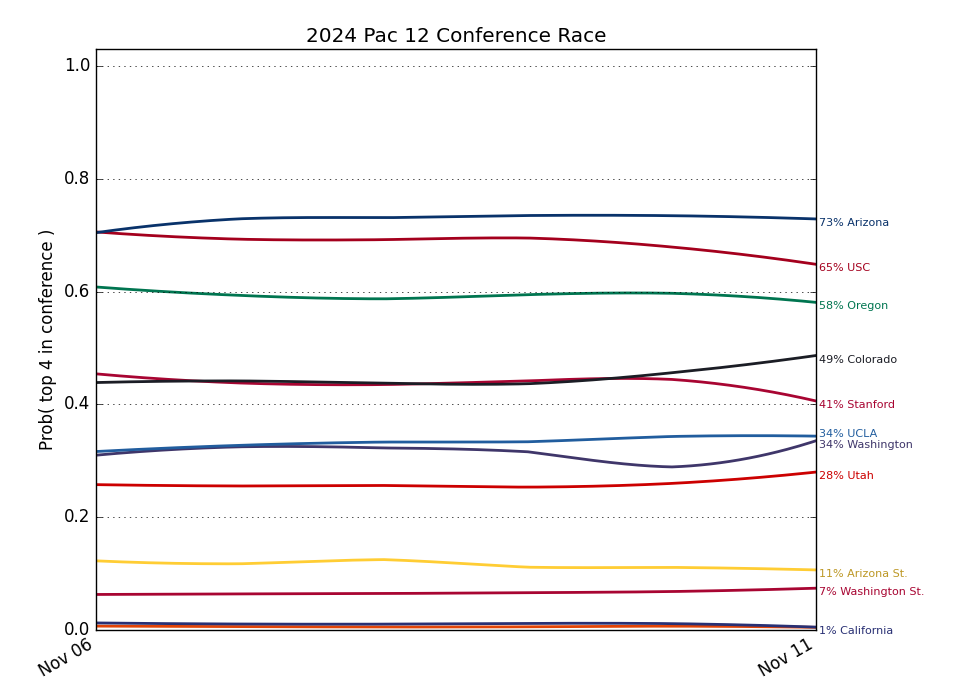 2024 Pac 12 Conference Race
1.0
0.8
0.6
0.4
0.2
0.0
Prob( top 4 in conference )
Nov 06
Nov 11
73% Arizona
65% USC
58% Oregon
49% Colorado
41% Stanford
34% UCLA
34% Washington
28% Utah
11% Arizona St.
7% Washington St.
1% California